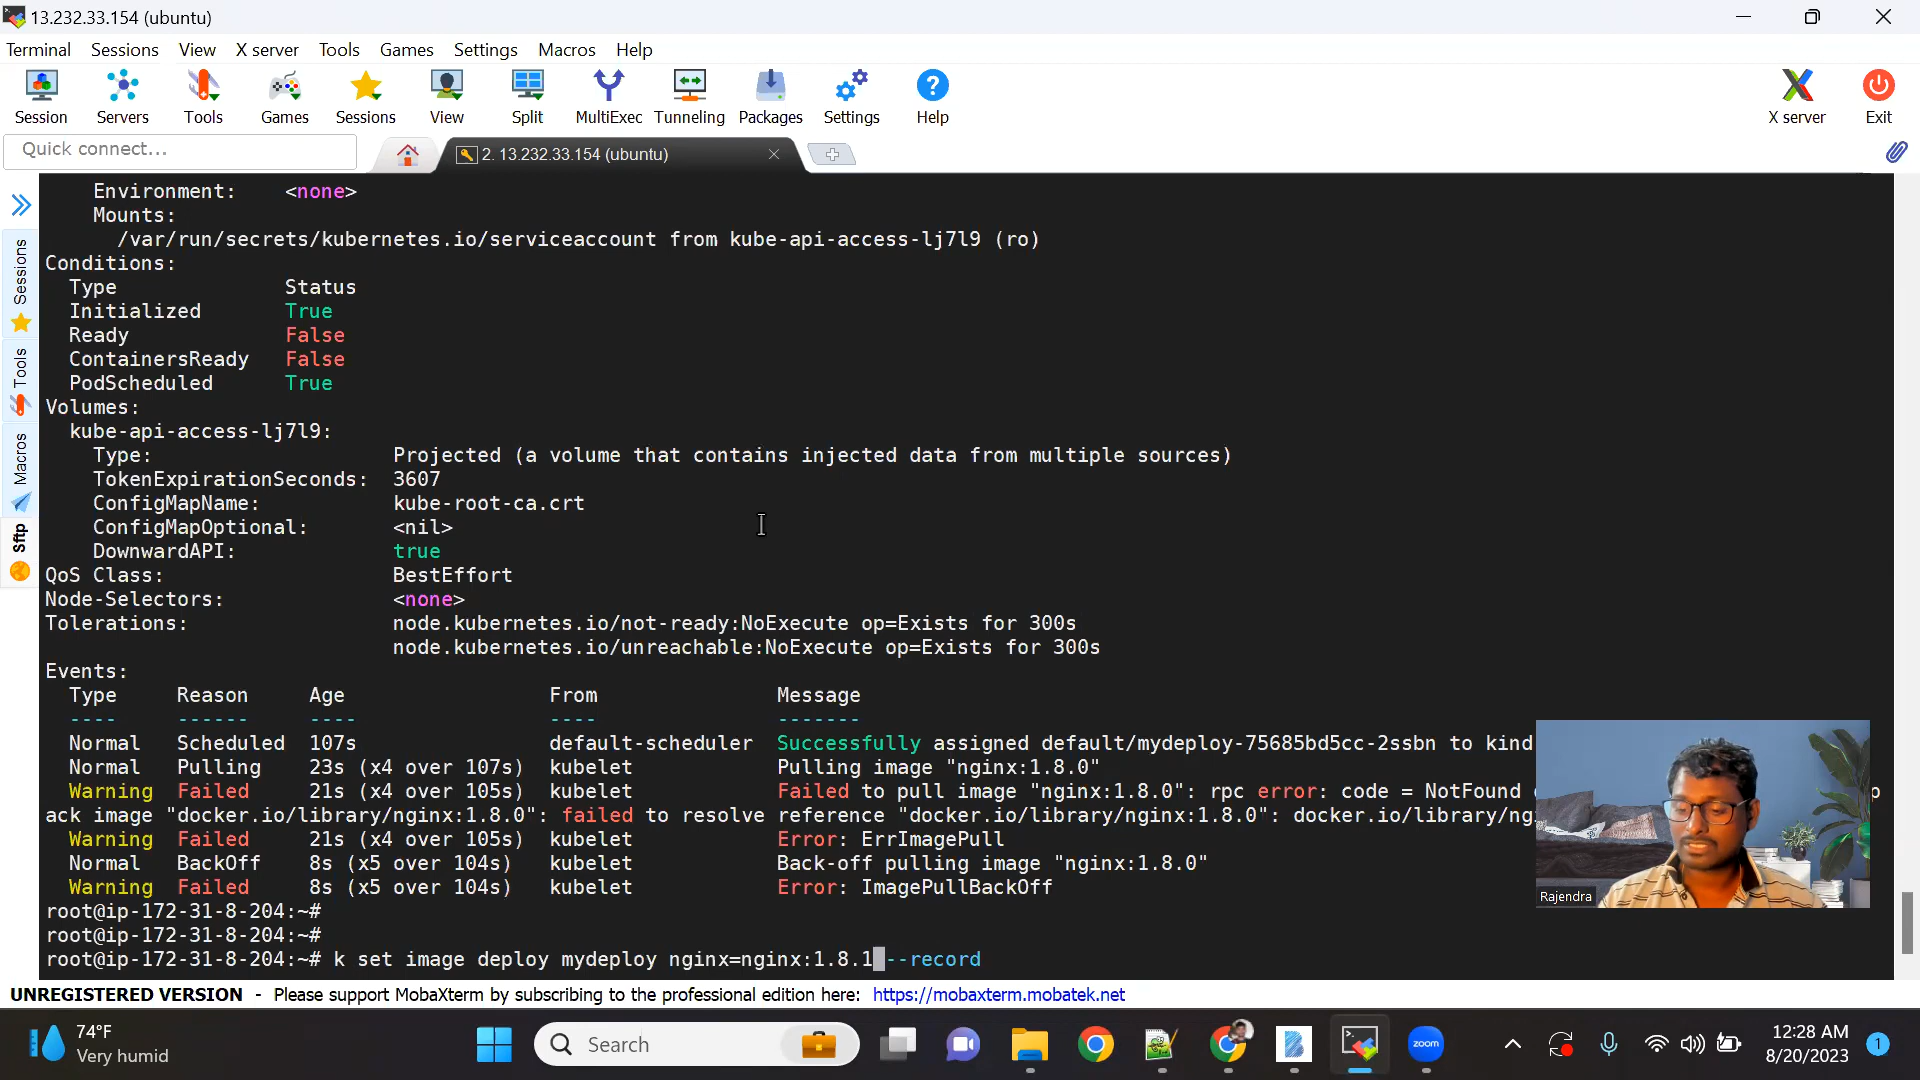 13.232.33.154 (ubuntu)
Terminal Sessions View X server Tools Games Settings Macros Help
Session Servers Tools Games Sessions View Split MultiExec Tunneling Packages Settings Help X server Exit
Quick connect...
2. 13.232.33.154 (ubuntu)
Sessions
Tools
Macros
Sftp
Environment: <none>
Mounts:
/var/run/secrets/kubernetes.io/serviceaccount from kube-api-access-lj7l9 (ro)
Conditions:
Type Status
Initialized True
Ready False
ContainersReady False
PodScheduled True
Volumes:
kube-api-access-lj7l9:
Type: Projected (a volume that contains injected data from multiple sources)
TokenExpirationSeconds: 3607
ConfigMapName: kube-root-ca.crt
ConfigMapOptional: <nil>
DownwardAPI: true
QoS Class: BestEffort
Node-Selectors: <none>
Tolerations: node.kubernetes.io/not-ready:NoExecute op=Exists for 300s
node.kubernetes.io/unreachable:NoExecute op=Exists for 300s
Events:
Type Reason Age From Message
---- ------ ---- ---- -------
Normal Scheduled 107s default-scheduler Successfully assigned default/mydeploy-75685bd5cc-2ssbn to kind
Normal Pulling 23s (x4 over 107s) kubelet Pulling image "nginx:1.8.0"
Warning Failed 21s (x4 over 105s) kubelet Failed to pull image "nginx:1.8.0": rpc error: code = NotFound
ack image "docker.io/library/nginx:1.8.0": failed to resolve reference "docker.io/library/nginx:1.8.0": docker.io/library/ng
Warning Failed 21s (x4 over 105s) kubelet Error: ErrImagePull
Normal BackOff 8s (x5 over 104s) kubelet Back-off pulling image "nginx:1.8.0"
Warning Failed 8s (x5 over 104s) kubelet Error: ImagePullBackOff
root@ip-172-31-8-204:~#
root@ip-172-31-8-204:~#
root@ip-172-31-8-204:~# k set image deploy mydeploy nginx=nginx:1.8.1 --record
Rajendra
UNREGISTERED VERSION - Please support MobaXterm by subscribing to the professional edition here: https://mobaxterm.mobatek.net
74°F
Very humid
Search
zoom
12:28 AM
8/20/2023
1